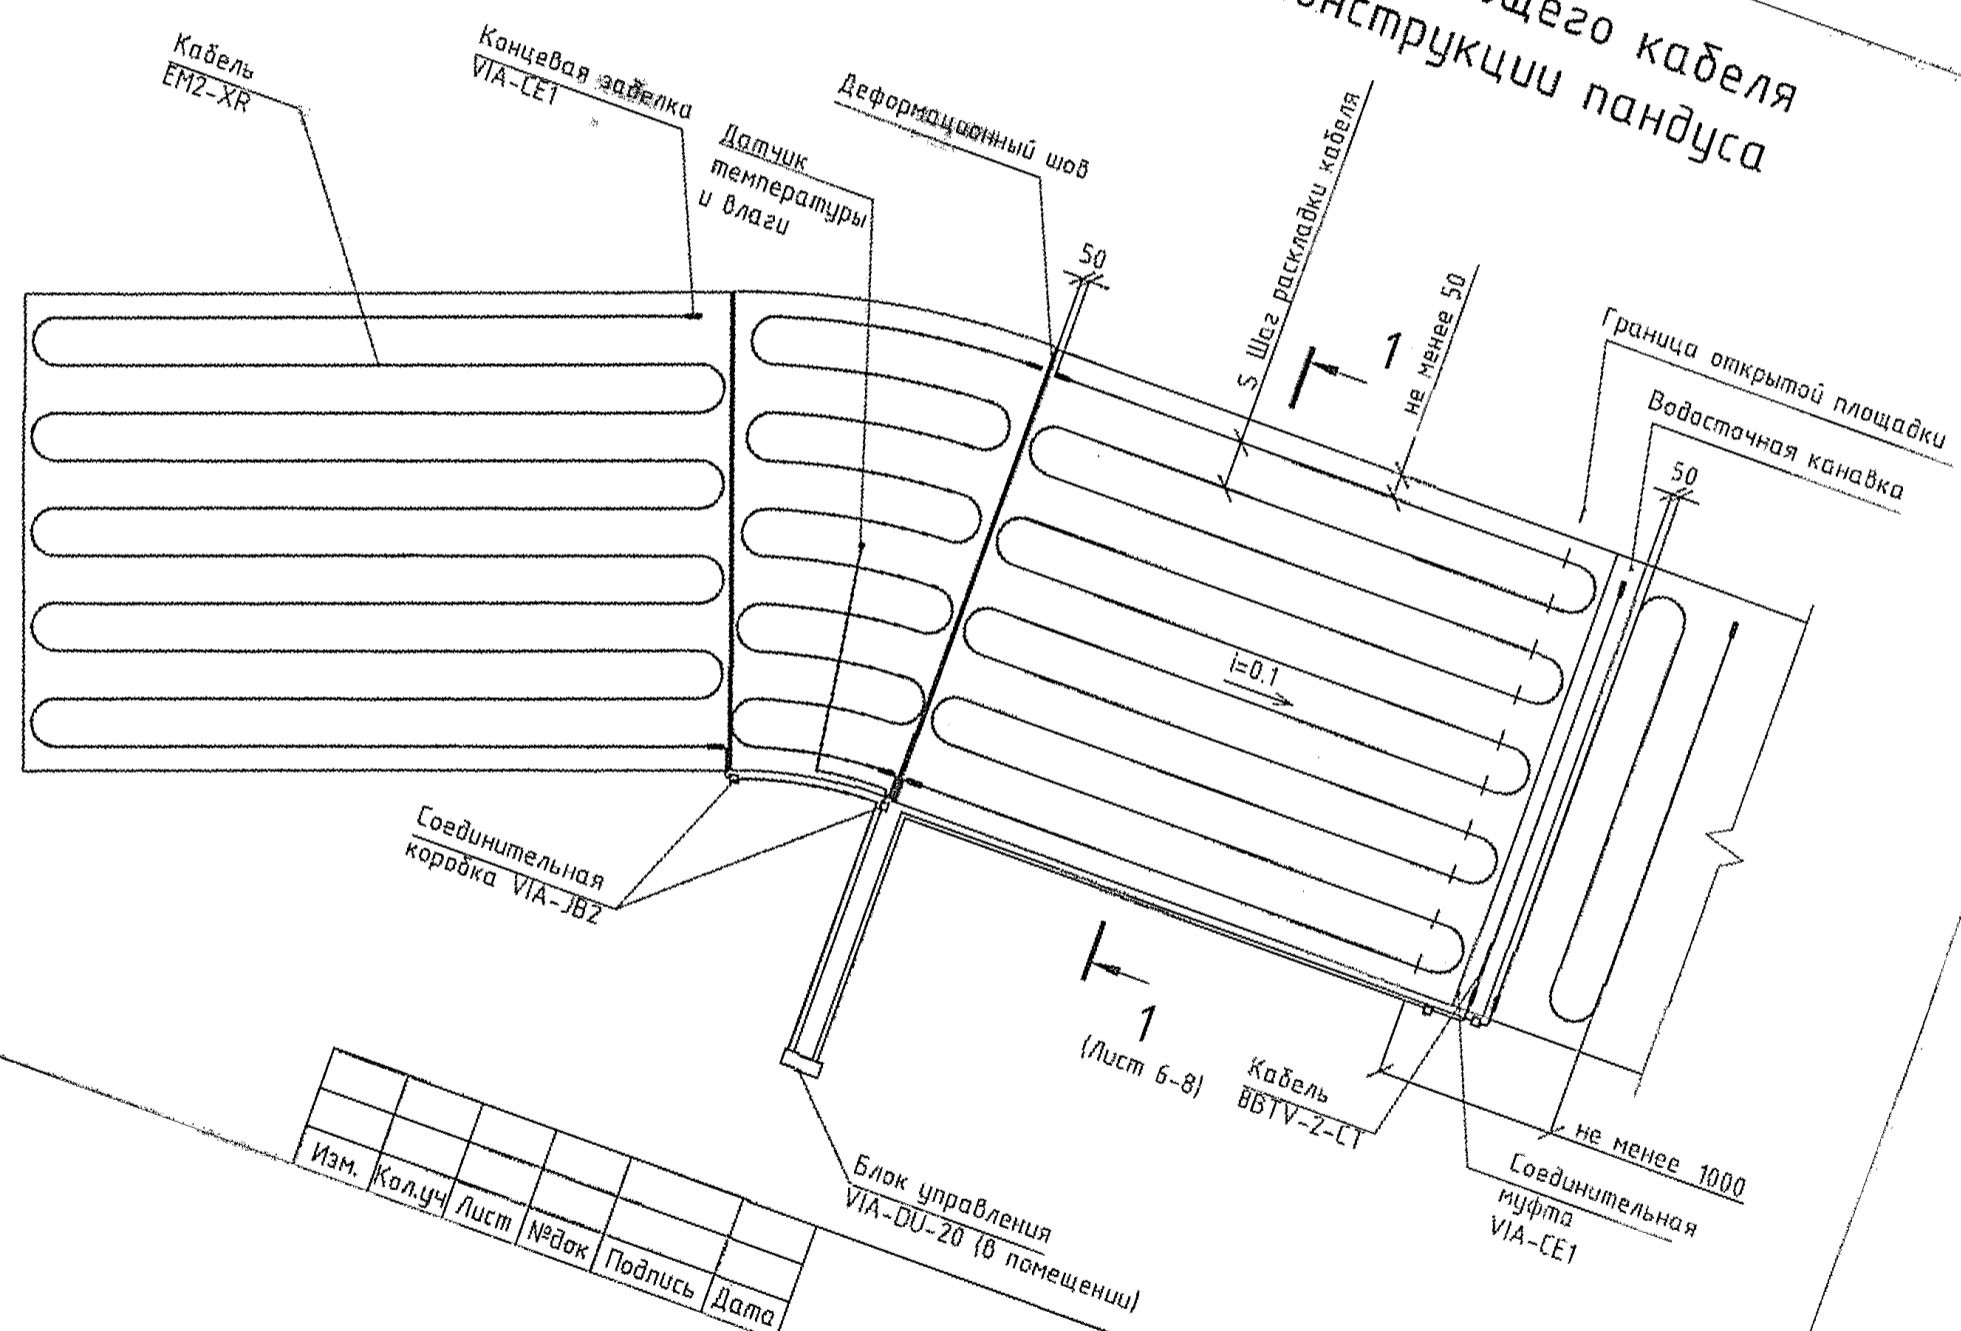 кабеля
пандуса
Кабель
EM2-XR
Концевая заделка
VIA-CE1
Датчик
температуры
и влаги
Деформационный шов
50
S Шаг раскладки кабеля
1
не менее 50
Граница открытой площадки
Водосточная канавка
50
i=0.1
Соединительная
коробка VIA-JB2
1
(Лист 6-8)
Кабель
8BTV-2-CT
не менее 1000
Соединительная
муфта
VIA-CE1
Блок управления
VIA-DU-20 (в помещении)
Изм. Кол.уч Лист №док Подпись Дата